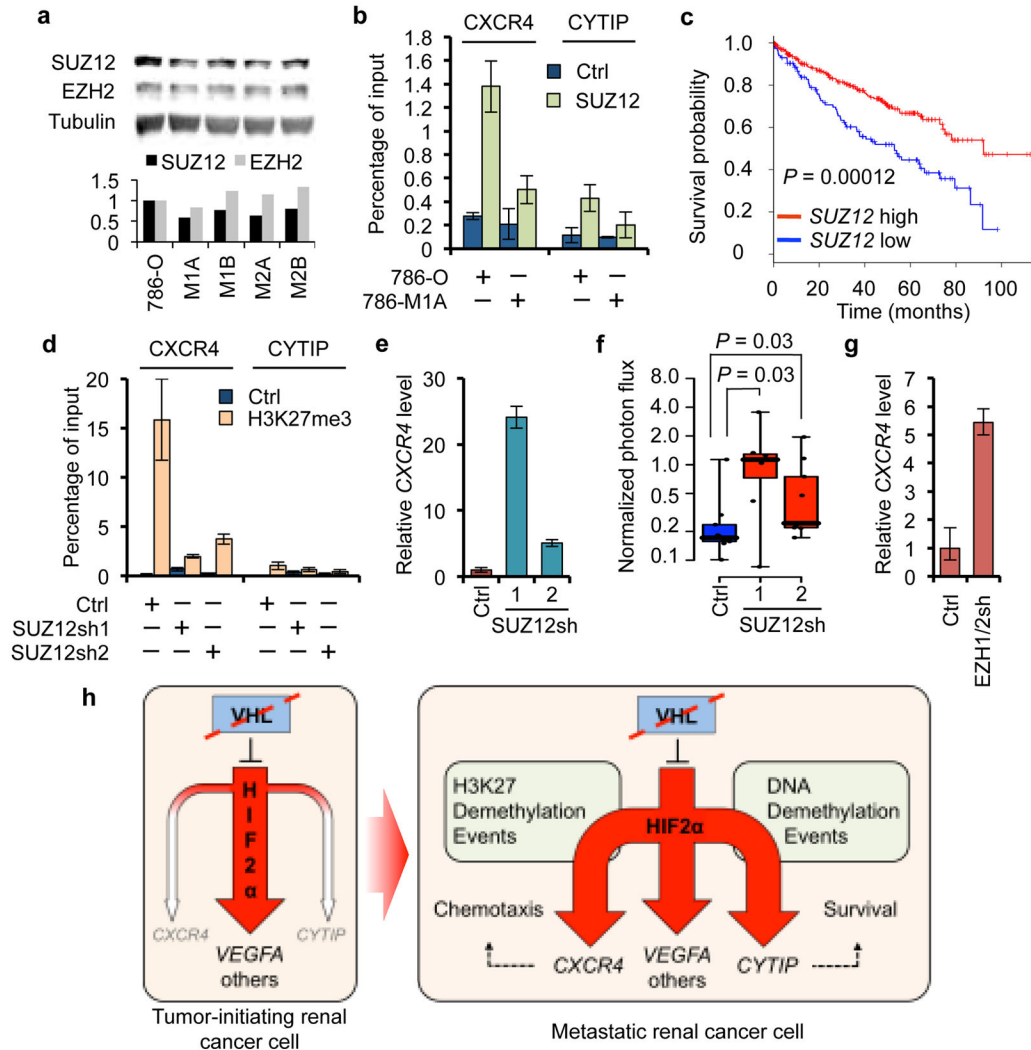 a
SUZ12
EZH2
Tubulin
SUZ12 EZH2
1.5
1
0.5
0
786-O
M1A
M1B
M2A
M2B
b
CXCR4 CYTIP
Percentage of input
1.8
1.6
1.4
1.2
1
0.8
0.6
0.4
0.2
0
Ctrl
SUZ12
786-O + − + −
786-M1A − + − +
c
Survival probability
1.0
0.8
0.6
0.4
0.2
0
P = 0.00012
SUZ12 high
SUZ12 low
0 20 40 60 80 100
Time (months)
d
CXCR4 CYTIP
Percentage of input
20
15
10
5
0
Ctrl
H3K27me3
Ctrl + − − + − −
SUZ12sh1 − + − − + −
SUZ12sh2 − − + − − +
e
Relative CXCR4 level
30
20
10
0
Ctrl
1 2
SUZ12sh
f
P = 0.03
P = 0.03
Normalized photon flux
8.0
4.0
2.0
1.0
0.5
0.2
0.1
Ctrl
1 2
SUZ12sh
g
Relative CXCR4 level
7
6
5
4
3
2
1
0
Ctrl
EZH1/2sh
h
VHL
HIF2α
CXCR4
CYTIP
VEGFA
others
Tumor-initiating renal
cancer cell
VHL
H3K27
Demethylation
Events
DNA
Demethylation
Events
HIF2α
Chemotaxis
Survival
CXCR4
VEGFA
others
CYTIP
Metastatic renal cancer cell